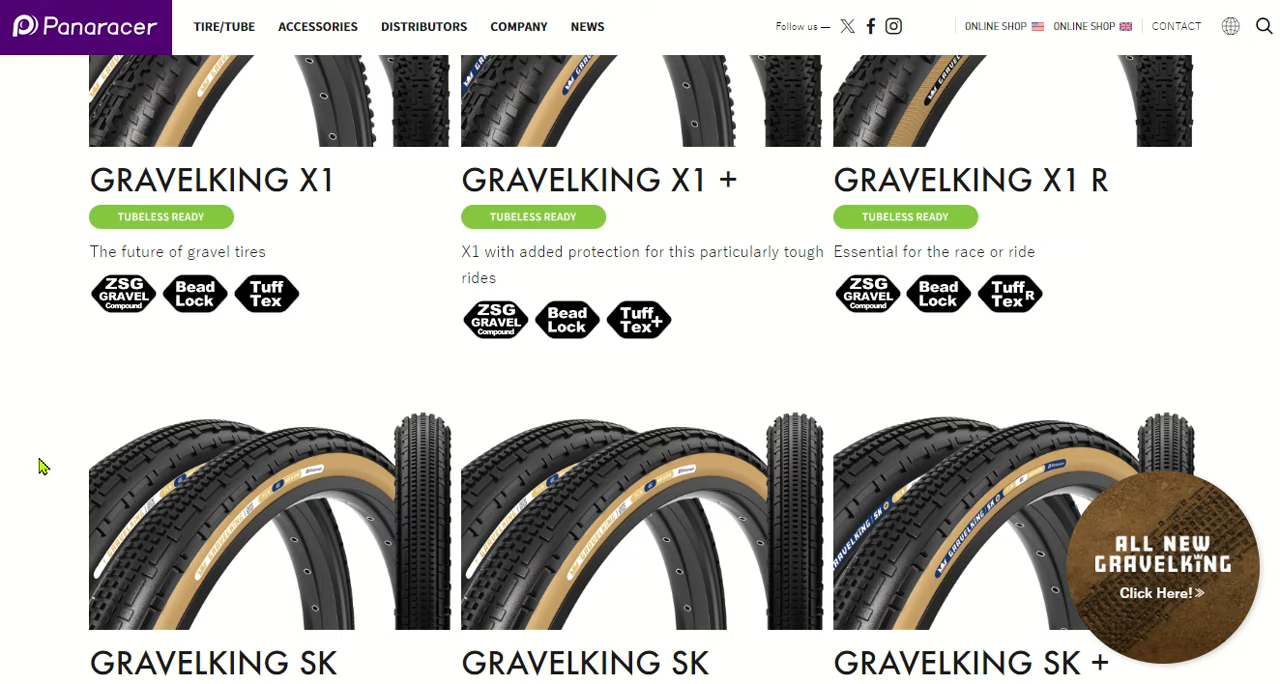 Panaracer
TIRE/TUBE
ACCESSORIES
DISTRIBUTORS
COMPANY
NEWS
Follow us —
ONLINE SHOP
ONLINE SHOP
CONTACT
GRAVELKING X1
TUBELESS READY
The future of gravel tires
ZSG
GRAVEL
Compound
Bead
Lock
Tuff
Tex
GRAVELKING X1 +
TUBELESS READY
X1 with added protection for this particularly tough
rides
ZSG
GRAVEL
Compound
Bead
Lock
Tuff
Tex+
GRAVELKING X1 R
TUBELESS READY
Essential for the race or ride
ZSG
GRAVEL
Compound
Bead
Lock
Tuff
Tex R
ALL NEW
GRAVELKING
Click Here! »
GRAVELKING SK
GRAVELKING SK
GRAVELKING SK +